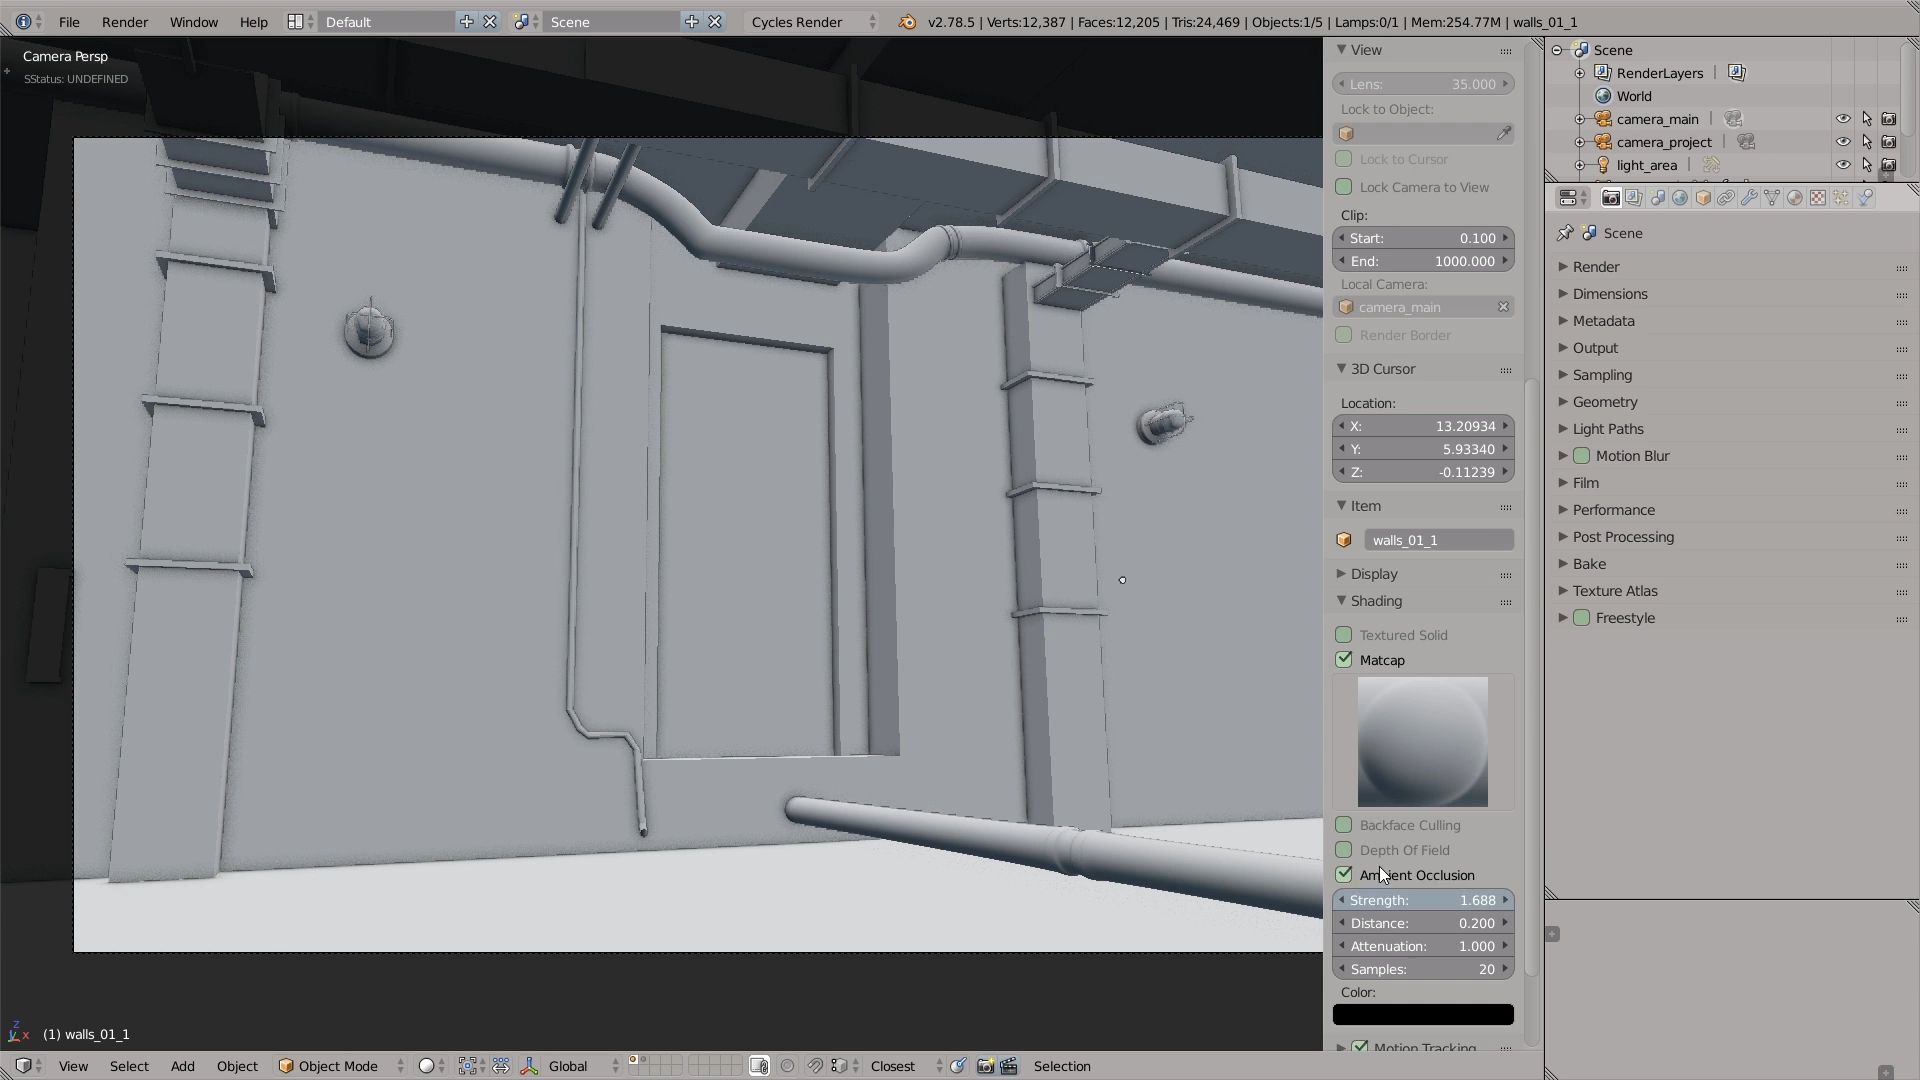 File Render Window Help Default Scene Cycles Render v2.78.5 | Verts:12,387 | Faces:12,205 | Tris:24,469 | Objects:1/5 | Lamps:0/1 | Mem:254.77M | walls_01_1
Camera Persp
SStatus: UNDEFINED
(1) walls_01_1
View
Lens: 35.000
Lock to Object:
Lock to Cursor
Lock Camera to View
Clip:
Start: 0.100
End: 1000.000
Local Camera:
camera_main
Render Border
3D Cursor
Location:
X: 13.20934
Y: 5.93340
Z: -0.11239
Item
walls_01_1
Display
Shading
Textured Solid
Matcap
Backface Culling
Depth Of Field
Ambient Occlusion
Strength: 1.688
Distance: 0.200
Attenuation: 1.000
Samples: 20
Color:
Motion Tracking
Scene
RenderLayers
World
camera_main
camera_project
light_area
Scene
Render
Dimensions
Metadata
Output
Sampling
Geometry
Light Paths
Motion Blur
Film
Performance
Post Processing
Bake
Texture Atlas
Freestyle
View Select Add Object Object Mode Global Closest Selection